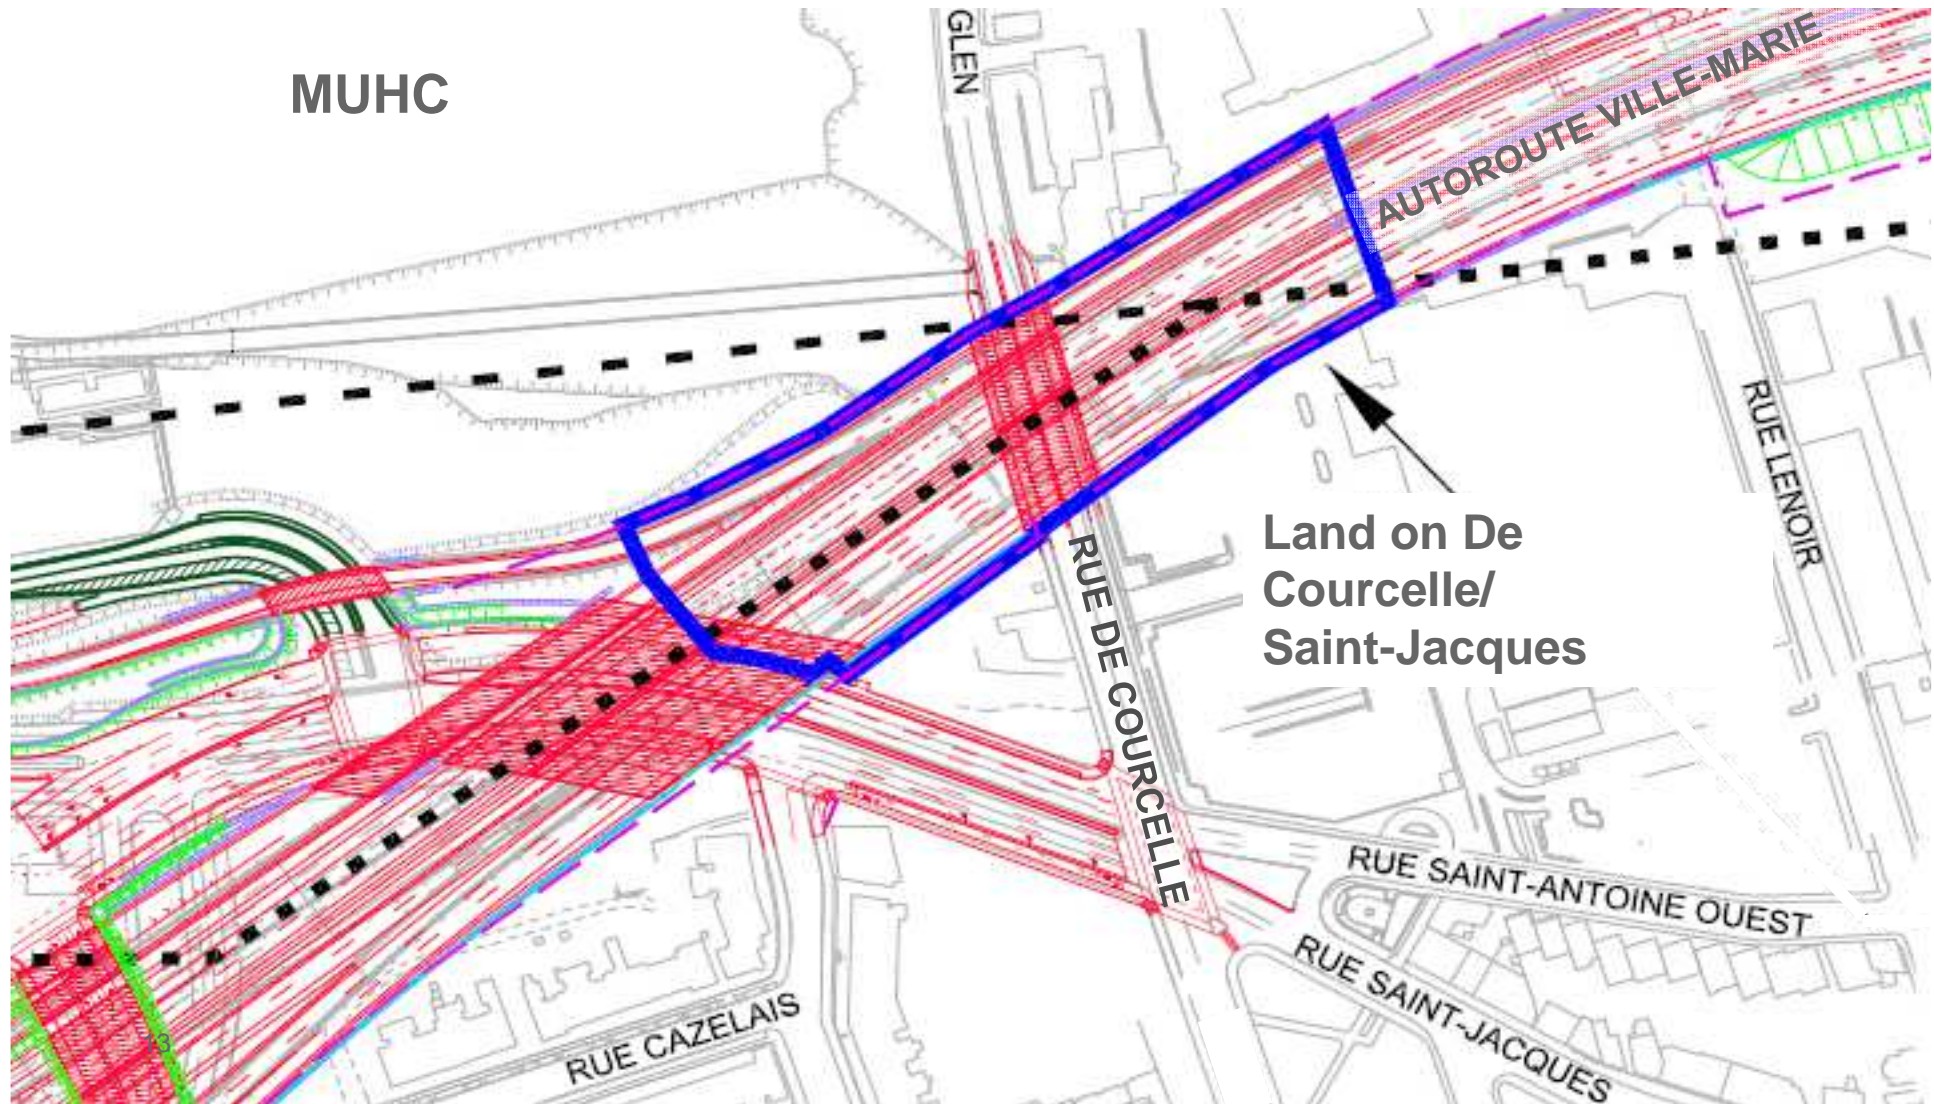 MUHC
GLEN
AUTOROUTE VILLE-MARIE
RUE LENOIR
Land on De
Courcelle/
Saint-Jacques
RUE DE COURCELLE
RUE SAINT-ANTOINE OUEST
RUE SAINT-JACQUES
RUE CAZELAIS
13